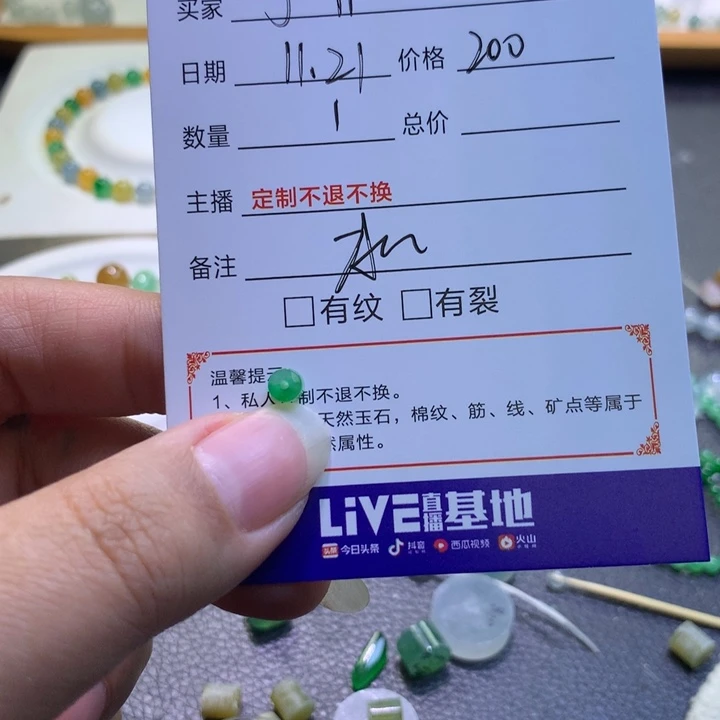 买家
日期 11.21 价格 200
数量 1 总价
主播 定制不退不换
备注
□有纹 □有裂
温馨提示
1、私人 制不退不换。
天然玉石，棉纹、筋、线、矿点等属于
然属性。
LiVE直播基地
头条 今日头条 抖音 西瓜视频 火山